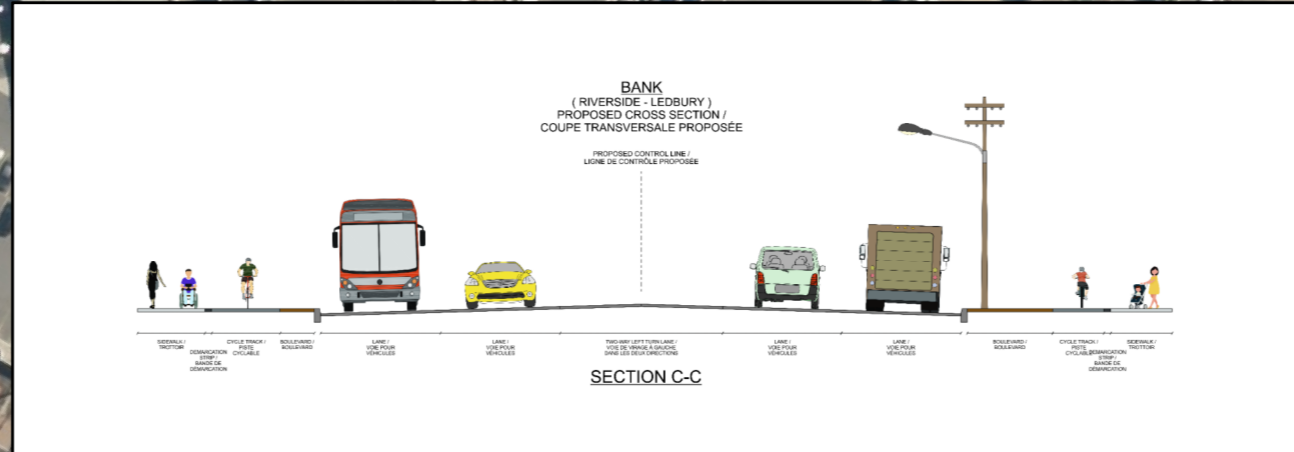 BANK
( RIVERSIDE - LEDBURY )
PROPOSED CROSS SECTION /
COUPE TRANSVERSALE PROPOSÉE
PROPOSED CONTROL LINE /
LIGNE DE CONTRÔLE PROPOSÉE
SIDEWALK /
TROTTOIR
DEMARCATION
STRIP /
BANDE DE
DÉMARCATION
CYCLE TRACK /
PISTE
CYCLABLE
BOULEVARD /
BOULEVARD
LANE /
VOIE POUR
VÉHICULES
LANE /
VOIE POUR
VÉHICULES
TWO-WAY LEFT TURN LANE /
VOIE DE VIRAGE À GAUCHE
DANS LES DEUX DIRECTIONS
LANE /
VOIE POUR
VÉHICULES
LANE /
VOIE POUR
VÉHICULES
BOULEVARD /
BOULEVARD
CYCLE TRACK /
PISTE
CYCLABLE
DEMARCATION
STRIP /
BANDE DE
DÉMARCATION
SIDEWALK /
TROTTOIR
SECTION C-C